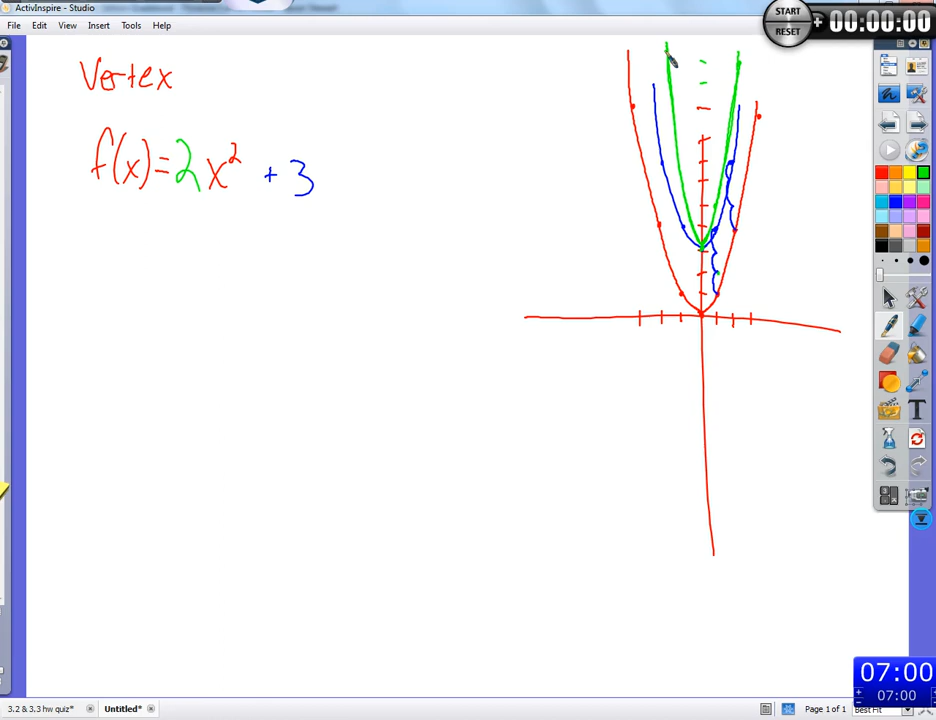 ActivInspire - Studio
File Edit View Insert Tools Help
START
RESET
+ 00:00:00
Vertex
f(x)=2x² + 3
07:00
07:00
3.2 & 3.3 hw quiz*
Untitled*
Page 1 of 1
Best Fit